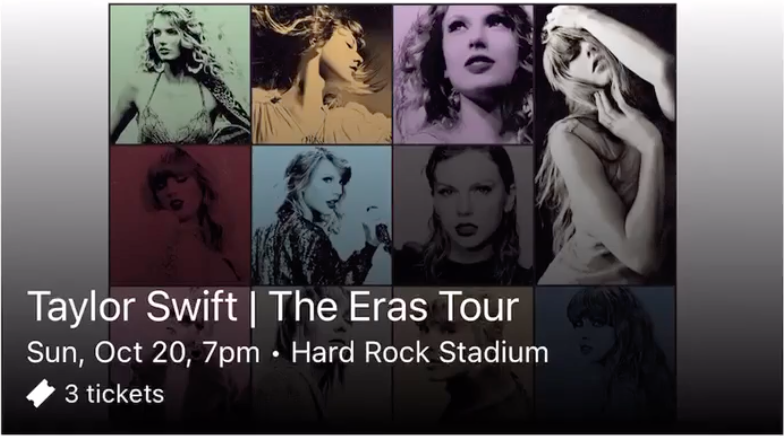 Taylor Swift | The Eras Tour
Sun, Oct 20, 7pm • Hard Rock Stadium
3 tickets